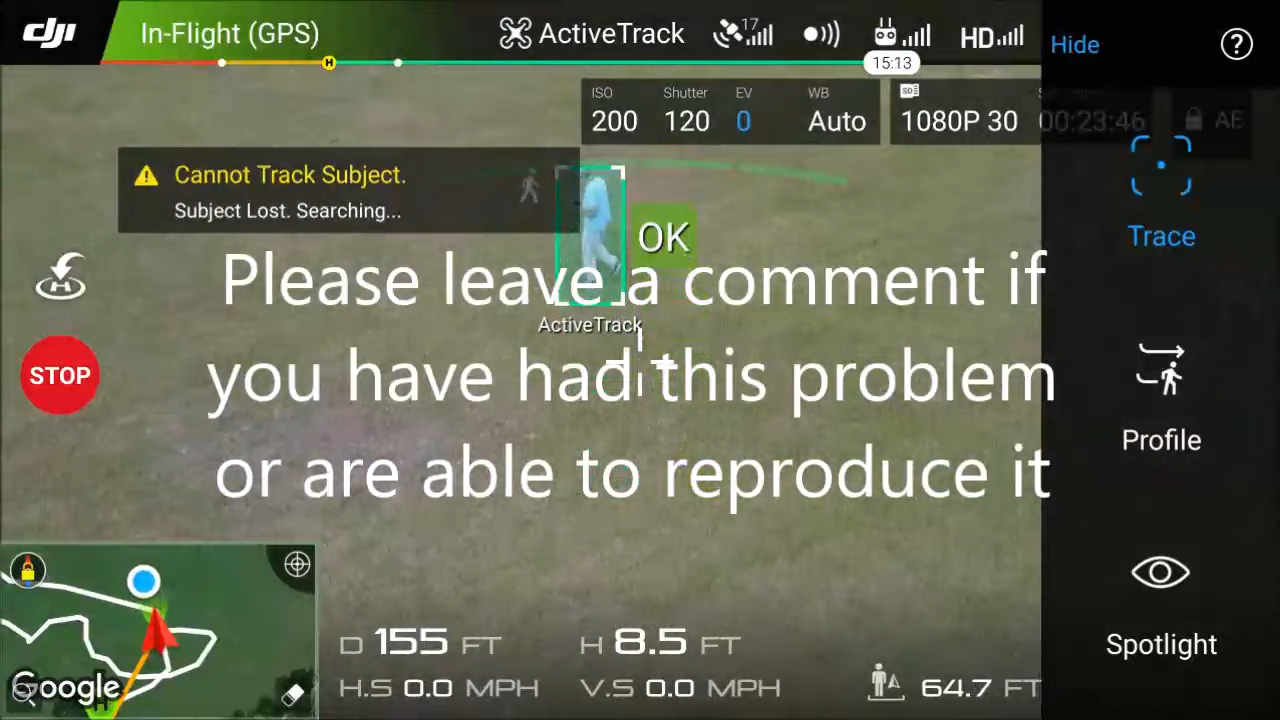 dji In-Flight (GPS) ActiveTrack 17 HD Hide ?
H 15:13
ISO Shutter EV WB
200 120 0 Auto 1080P 30 00:23:46 AE
Cannot Track Subject.
Subject Lost. Searching...
OK
Trace
Please leave a comment if
ActiveTrack
STOP
you have had this problem
Profile
or are able to reproduce it
Spotlight
D 155 FT H 8.5 FT
H.S 0.0 MPH V.S 0.0 MPH 64.7 FT
Google
H